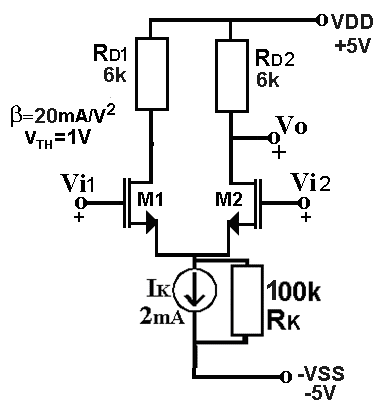 VDD
+5V
RD1
6k
RD2
6k
β=20mA/V²
VTH=1V
Vo
+
Vi1
+
M1
M2
Vi2
+
IK
2mA
100k
RK
-VSS
-5V